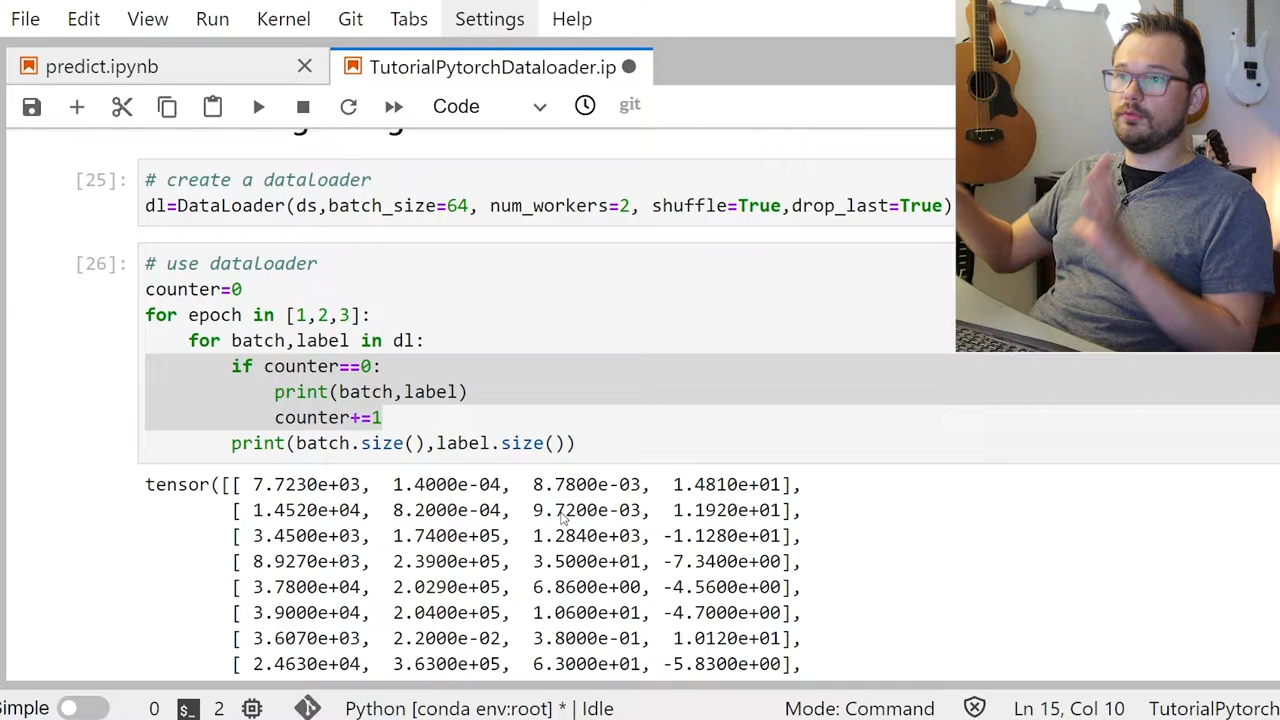 File Edit View Run Kernel Git Tabs Settings Help
predict.ipynb TutorialPytorchDataloader.ip
Code git
[25]: # create a dataloader
dl=DataLoader(ds,batch_size=64, num_workers=2, shuffle=True,drop_last=True)
[26]: # use dataloader
counter=0
for epoch in [1,2,3]:
for batch,label in dl:
if counter==0:
print(batch,label)
counter+=1
print(batch.size(),label.size())
tensor([[ 7.7230e+03, 1.4000e-04, 8.7800e-03, 1.4810e+01],
[ 1.4520e+04, 8.2000e-04, 9.7200e-03, 1.1920e+01],
[ 3.4500e+03, 1.7400e+05, 1.2840e+03, -1.1280e+01],
[ 8.9270e+03, 2.3900e+05, 3.5000e+01, -7.3400e+00],
[ 3.7800e+04, 2.0290e+05, 6.8600e+00, -4.5600e+00],
[ 3.9000e+04, 2.0400e+05, 1.0600e+01, -4.7000e+00],
[ 3.6070e+03, 2.2000e-02, 3.8000e-01, 1.0120e+01],
[ 2.4630e+04, 3.6300e+05, 6.3000e+01, -5.8300e+00],
Simple 0 $_ 2 Python [conda env:root] * | Idle Mode: Command Ln 15, Col 10 TutorialPytorch